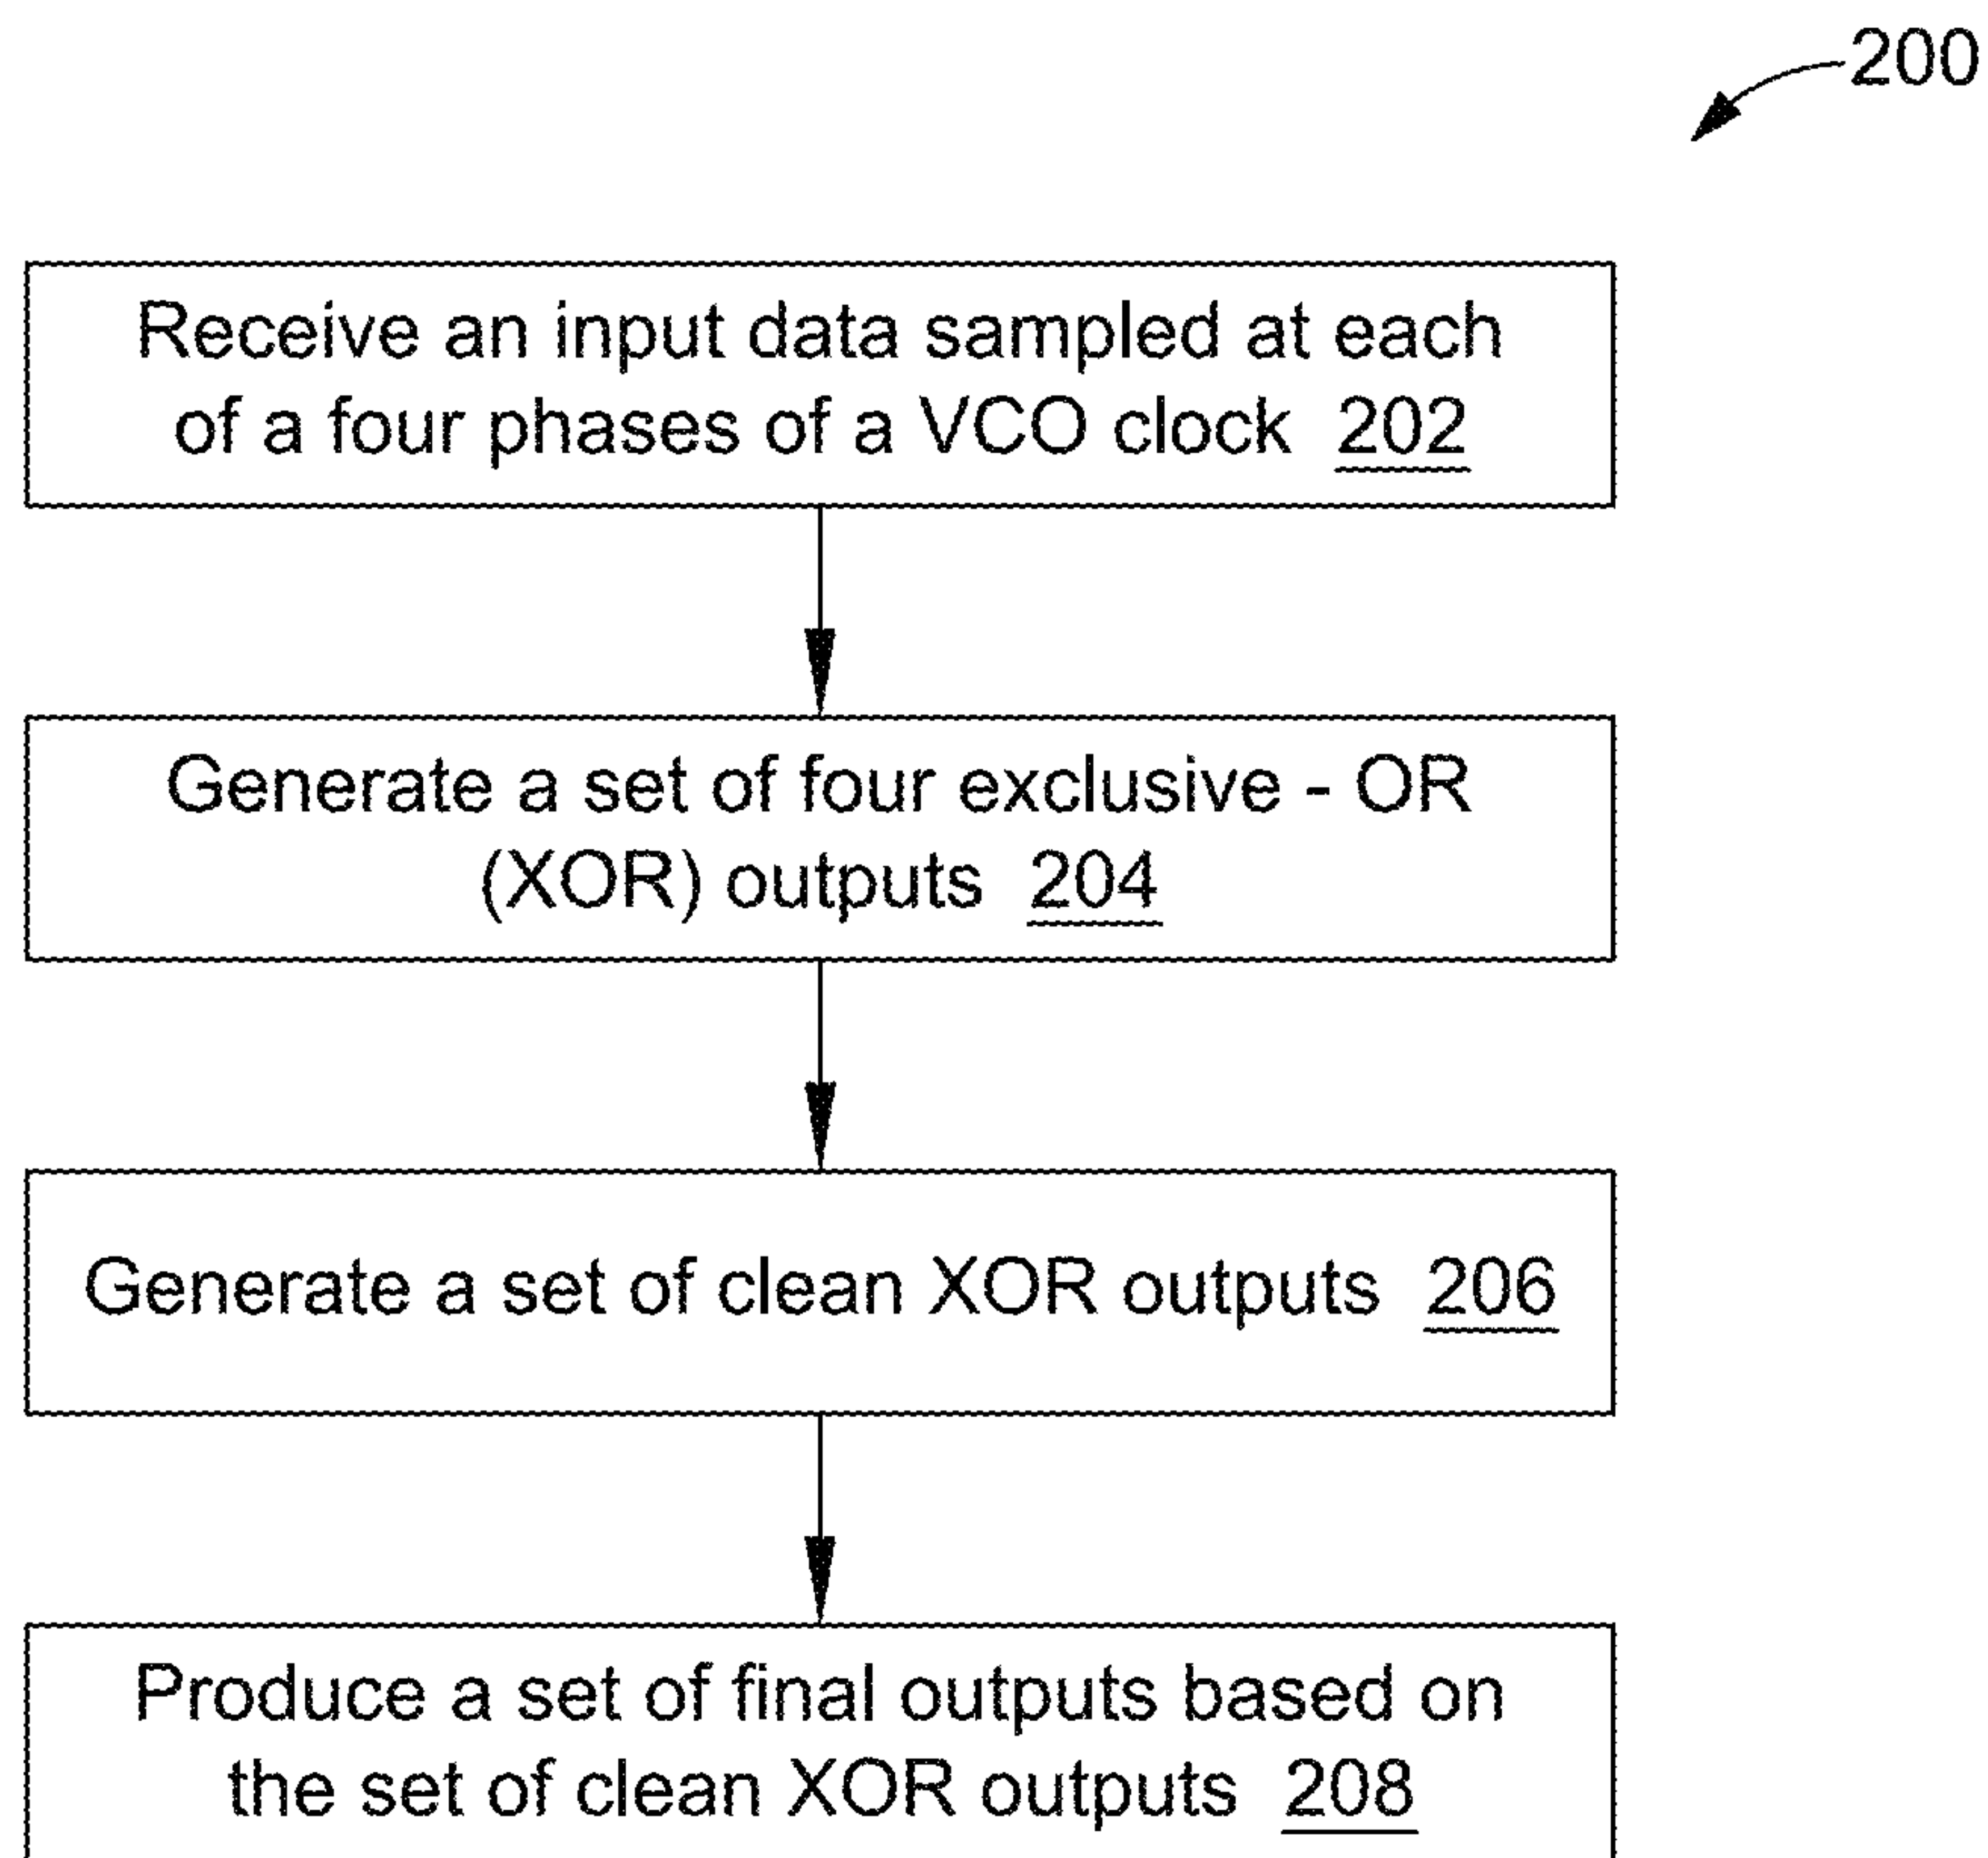 200
Receive an input data sampled at each
of a four phases of a VCO clock 202
Generate a set of four exclusive - OR
(XOR) outputs 204
Generate a set of clean XOR outputs 206
Produce a set of final outputs based on
the set of clean XOR outputs 208